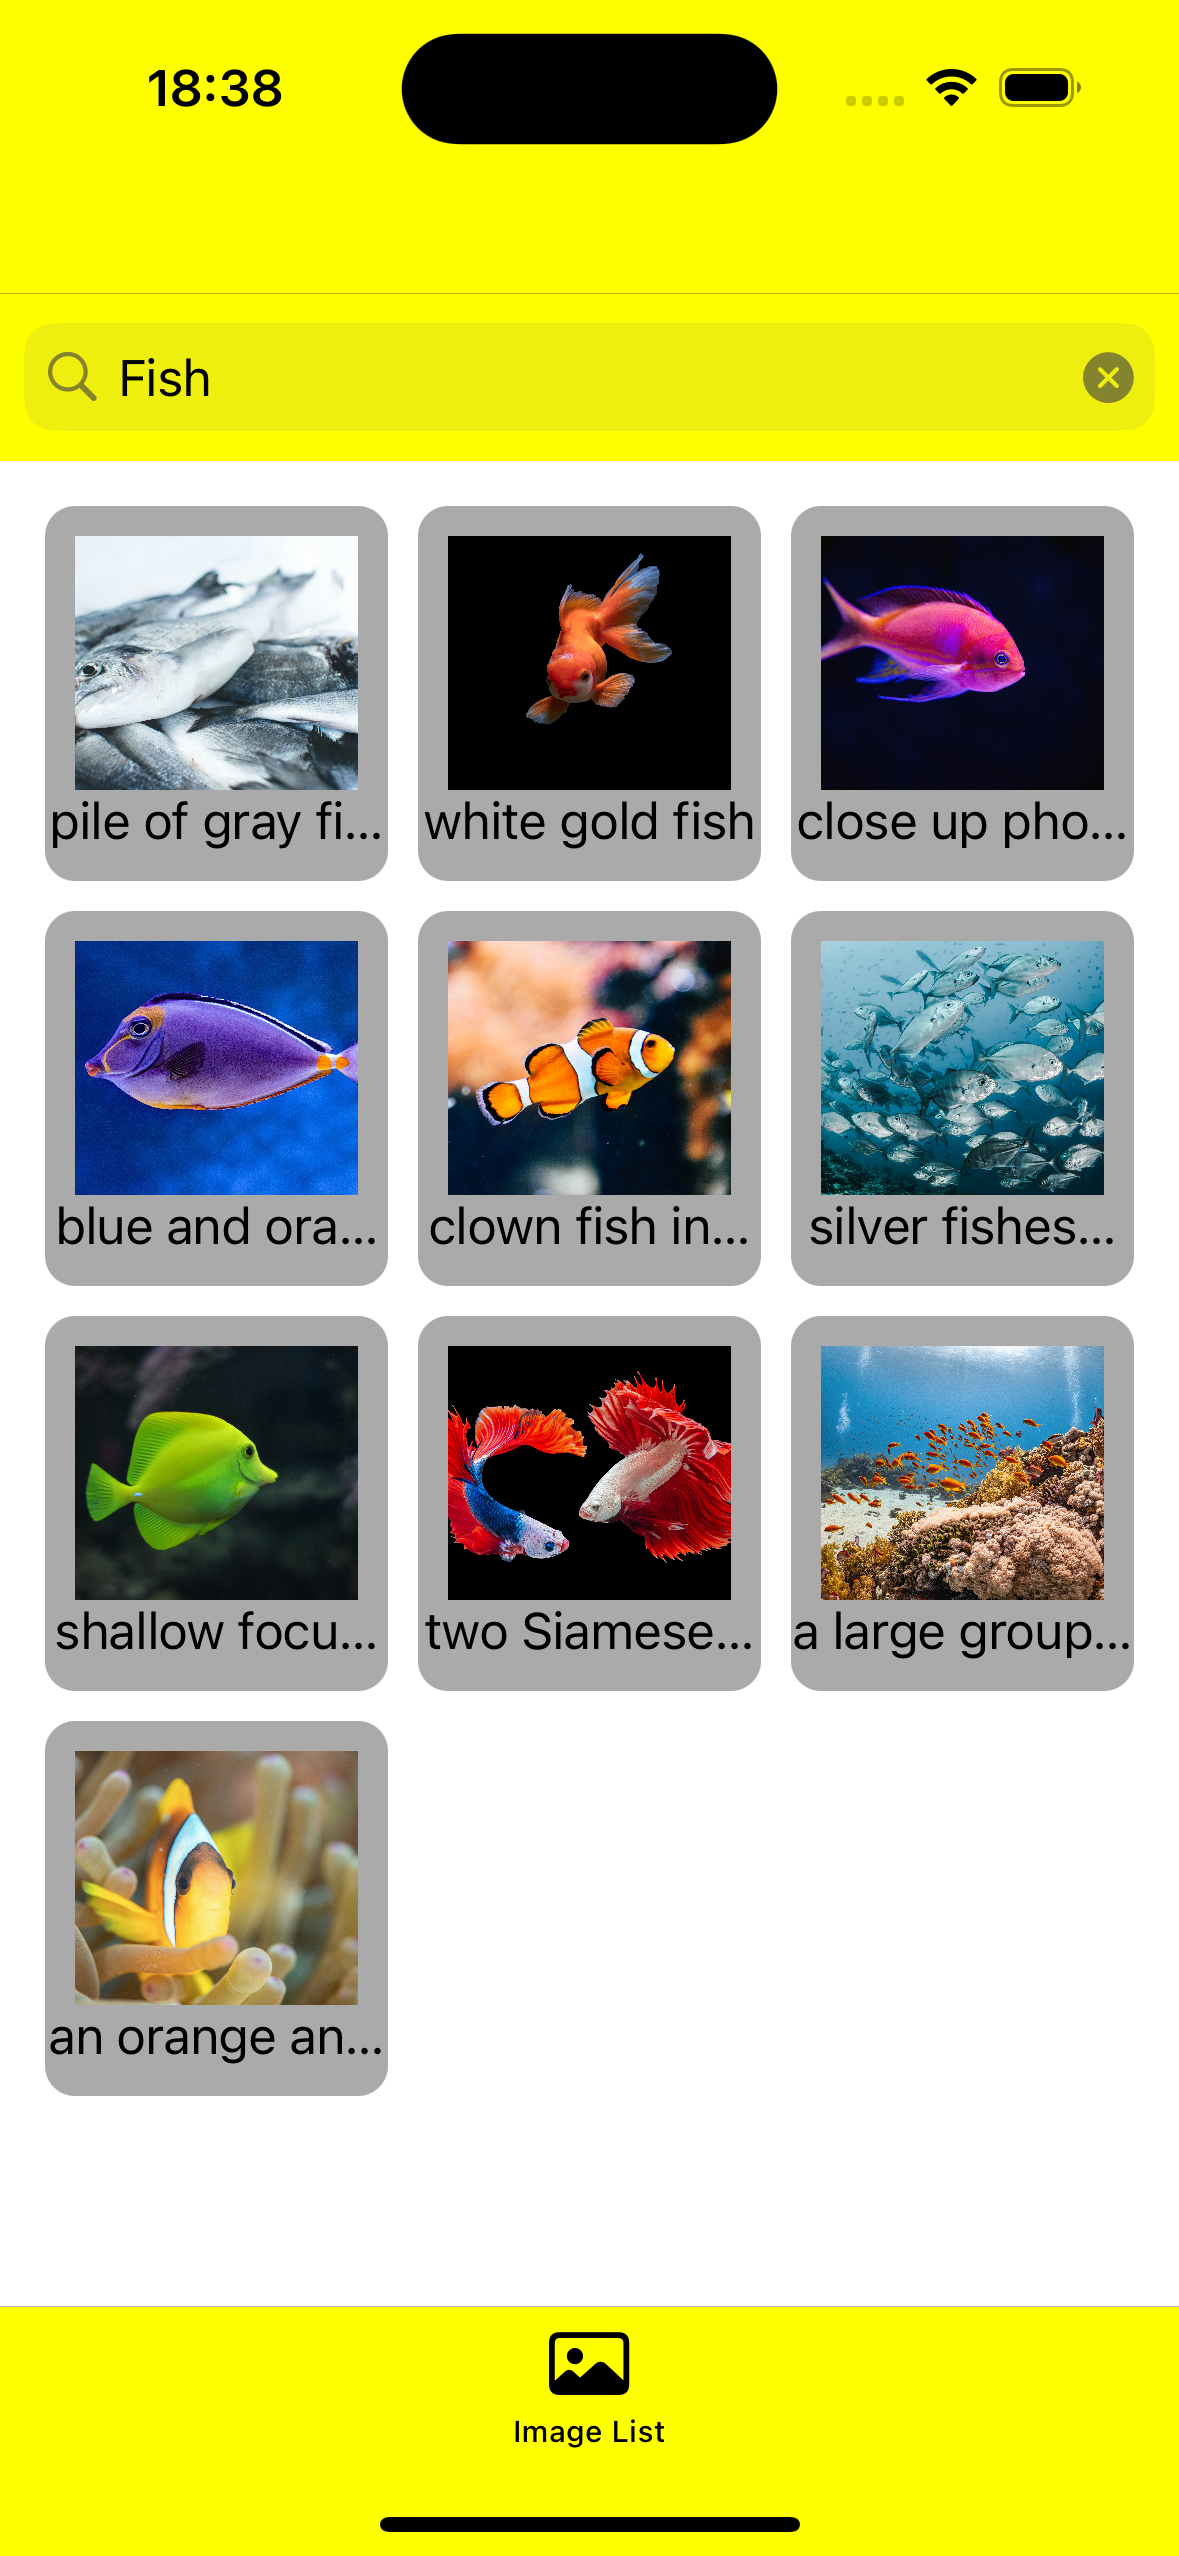 18:38
Fish
pile of gray fi...
white gold fish
close up pho...
blue and ora...
clown fish in...
silver fishes...
shallow focu...
two Siamese...
a large group...
an orange an...
Image List